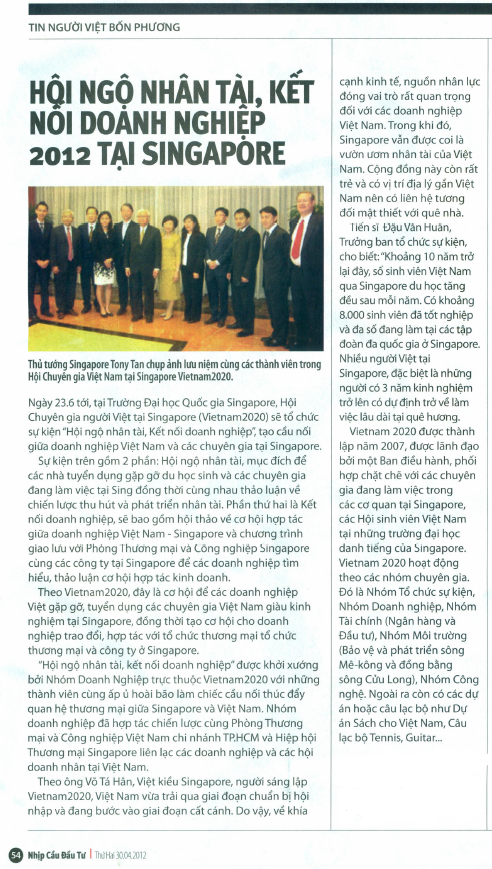 TIN NGƯỜI VIỆT BỐN PHƯƠNG
HỘI NGỘ NHÂN TÀI, KẾT
NỐI DOANH NGHIỆP
2012 TẠI SINGAPORE
Thủ tướng Singapore Tony Tan chụp ảnh lưu niệm cùng các thành viên trong
Hội Chuyên gia Việt Nam tại Singapore Vietnam2020.
Ngày 23.6 tới, tại Trường Đại học Quốc gia Singapore, Hội
Chuyên gia người Việt tại Singapore (Vietnam2020) sẽ tổ chức
sự kiện "Hội ngộ nhân tài, Kết nối doanh nghiệp", tạo cầu nối
giữa doanh nghiệp Việt Nam và các chuyên gia tại Singapore.
Sự kiện trên gồm 2 phần: Hội ngộ nhân tài, mục đích để
các nhà tuyển dụng gặp gỡ du học sinh và các chuyên gia
đang làm việc tại Sing đồng thời cùng nhau thảo luận về
chiến lược thu hút và phát triển nhân tài. Phần thứ hai là Kết
nối doanh nghiệp, sẽ bao gồm hội thảo về cơ hội hợp tác
giữa doanh nghiệp Việt Nam - Singapore và chương trình
giao lưu với Phòng Thương mại và Công nghiệp Singapore
cùng các công ty tại Singapore để các doanh nghiệp tìm
hiểu, thảo luận cơ hội hợp tác kinh doanh.
Theo Vietnam2020, đây là cơ hội để các doanh nghiệp
Việt gặp gỡ, tuyển dụng các chuyên gia Việt Nam giàu kinh
nghiệm tại Singapore, đồng thời tạo cơ hội cho doanh
nghiệp trao đổi, hợp tác với tổ chức thương mại tổ chức
thương mại và công ty ở Singapore.
"Hội ngộ nhân tài, kết nối doanh nghiệp" được khởi xướng
bởi Nhóm Doanh Nghiệp trực thuộc Vietnam2020 với những
thành viên cùng ấp ủ hoài bão làm chiếc cầu nối thúc đẩy
quan hệ thương mại giữa Singapore và Việt Nam. Nhóm
doanh nghiệp đã hợp tác chiến lược cùng Phòng Thương
mại và Công nghiệp Việt Nam chi nhánh TP.HCM và Hiệp hội
Thương mại Singapore liên lạc các doanh nghiệp và các hội
doanh nhân tại Việt Nam.
Theo ông Võ Tá Hân, Việt kiều Singapore, người sáng lập
Vietnam2020, Việt Nam vừa trải qua giai đoạn chuẩn bị hội
nhập và đang bước vào giai đoạn cất cánh. Do vậy, về khía
cạnh kinh tế, nguồn nhân lực
đóng vai trò rất quan trọng
đối với các doanh nghiệp
Việt Nam. Trong khi đó,
Singapore vẫn được coi là
vườn ươm nhân tài của Việt
Nam. Cộng đồng này còn rất
trẻ và có vị trí địa lý gần Việt
Nam nên có liên hệ tương
đối mật thiết với quê nhà.
Tiến sĩ Đậu Văn Huân,
Trưởng ban tổ chức sự kiện,
cho biết: "Khoảng 10 năm trở
lại đây, số sinh viên Việt Nam
qua Singapore du học tăng
đều sau mỗi năm. Có khoảng
8.000 sinh viên đã tốt nghiệp
và đa số đang làm tại các tập
đoàn đa quốc gia ở Singapore.
Nhiều người Việt tại
Singapore, đặc biệt là những
người có 3 năm kinh nghiệm
trở lên có dự định trở về làm
việc lâu dài tại quê hương.
Vietnam 2020 được thành
lập năm 2007, được lãnh đạo
bởi một Ban điều hành, phối
hợp chặt chẽ với các chuyên
gia đang làm việc trong
các cơ quan tại Singapore,
các Hội sinh viên Việt Nam
tại những trường đại học
danh tiếng của Singapore.
Vietnam 2020 hoạt động
theo các nhóm chuyên gia.
Đó là Nhóm Tổ chức sự kiện,
Nhóm Doanh nghiệp, Nhóm
Tài chính (Ngân hàng và
Đầu tư), Nhóm Môi trường
(Bảo vệ và phát triển sông
Mê-kông và đồng bằng
sông Cửu Long), Nhóm Công
nghệ. Ngoài ra còn có các dự
án hoặc câu lạc bộ như Dự
án Sách cho Việt Nam, Câu
lạc bộ Tennis, Guitar...
54 Nhịp Cầu Đầu Tư | Thứ Hai 30.04.2012